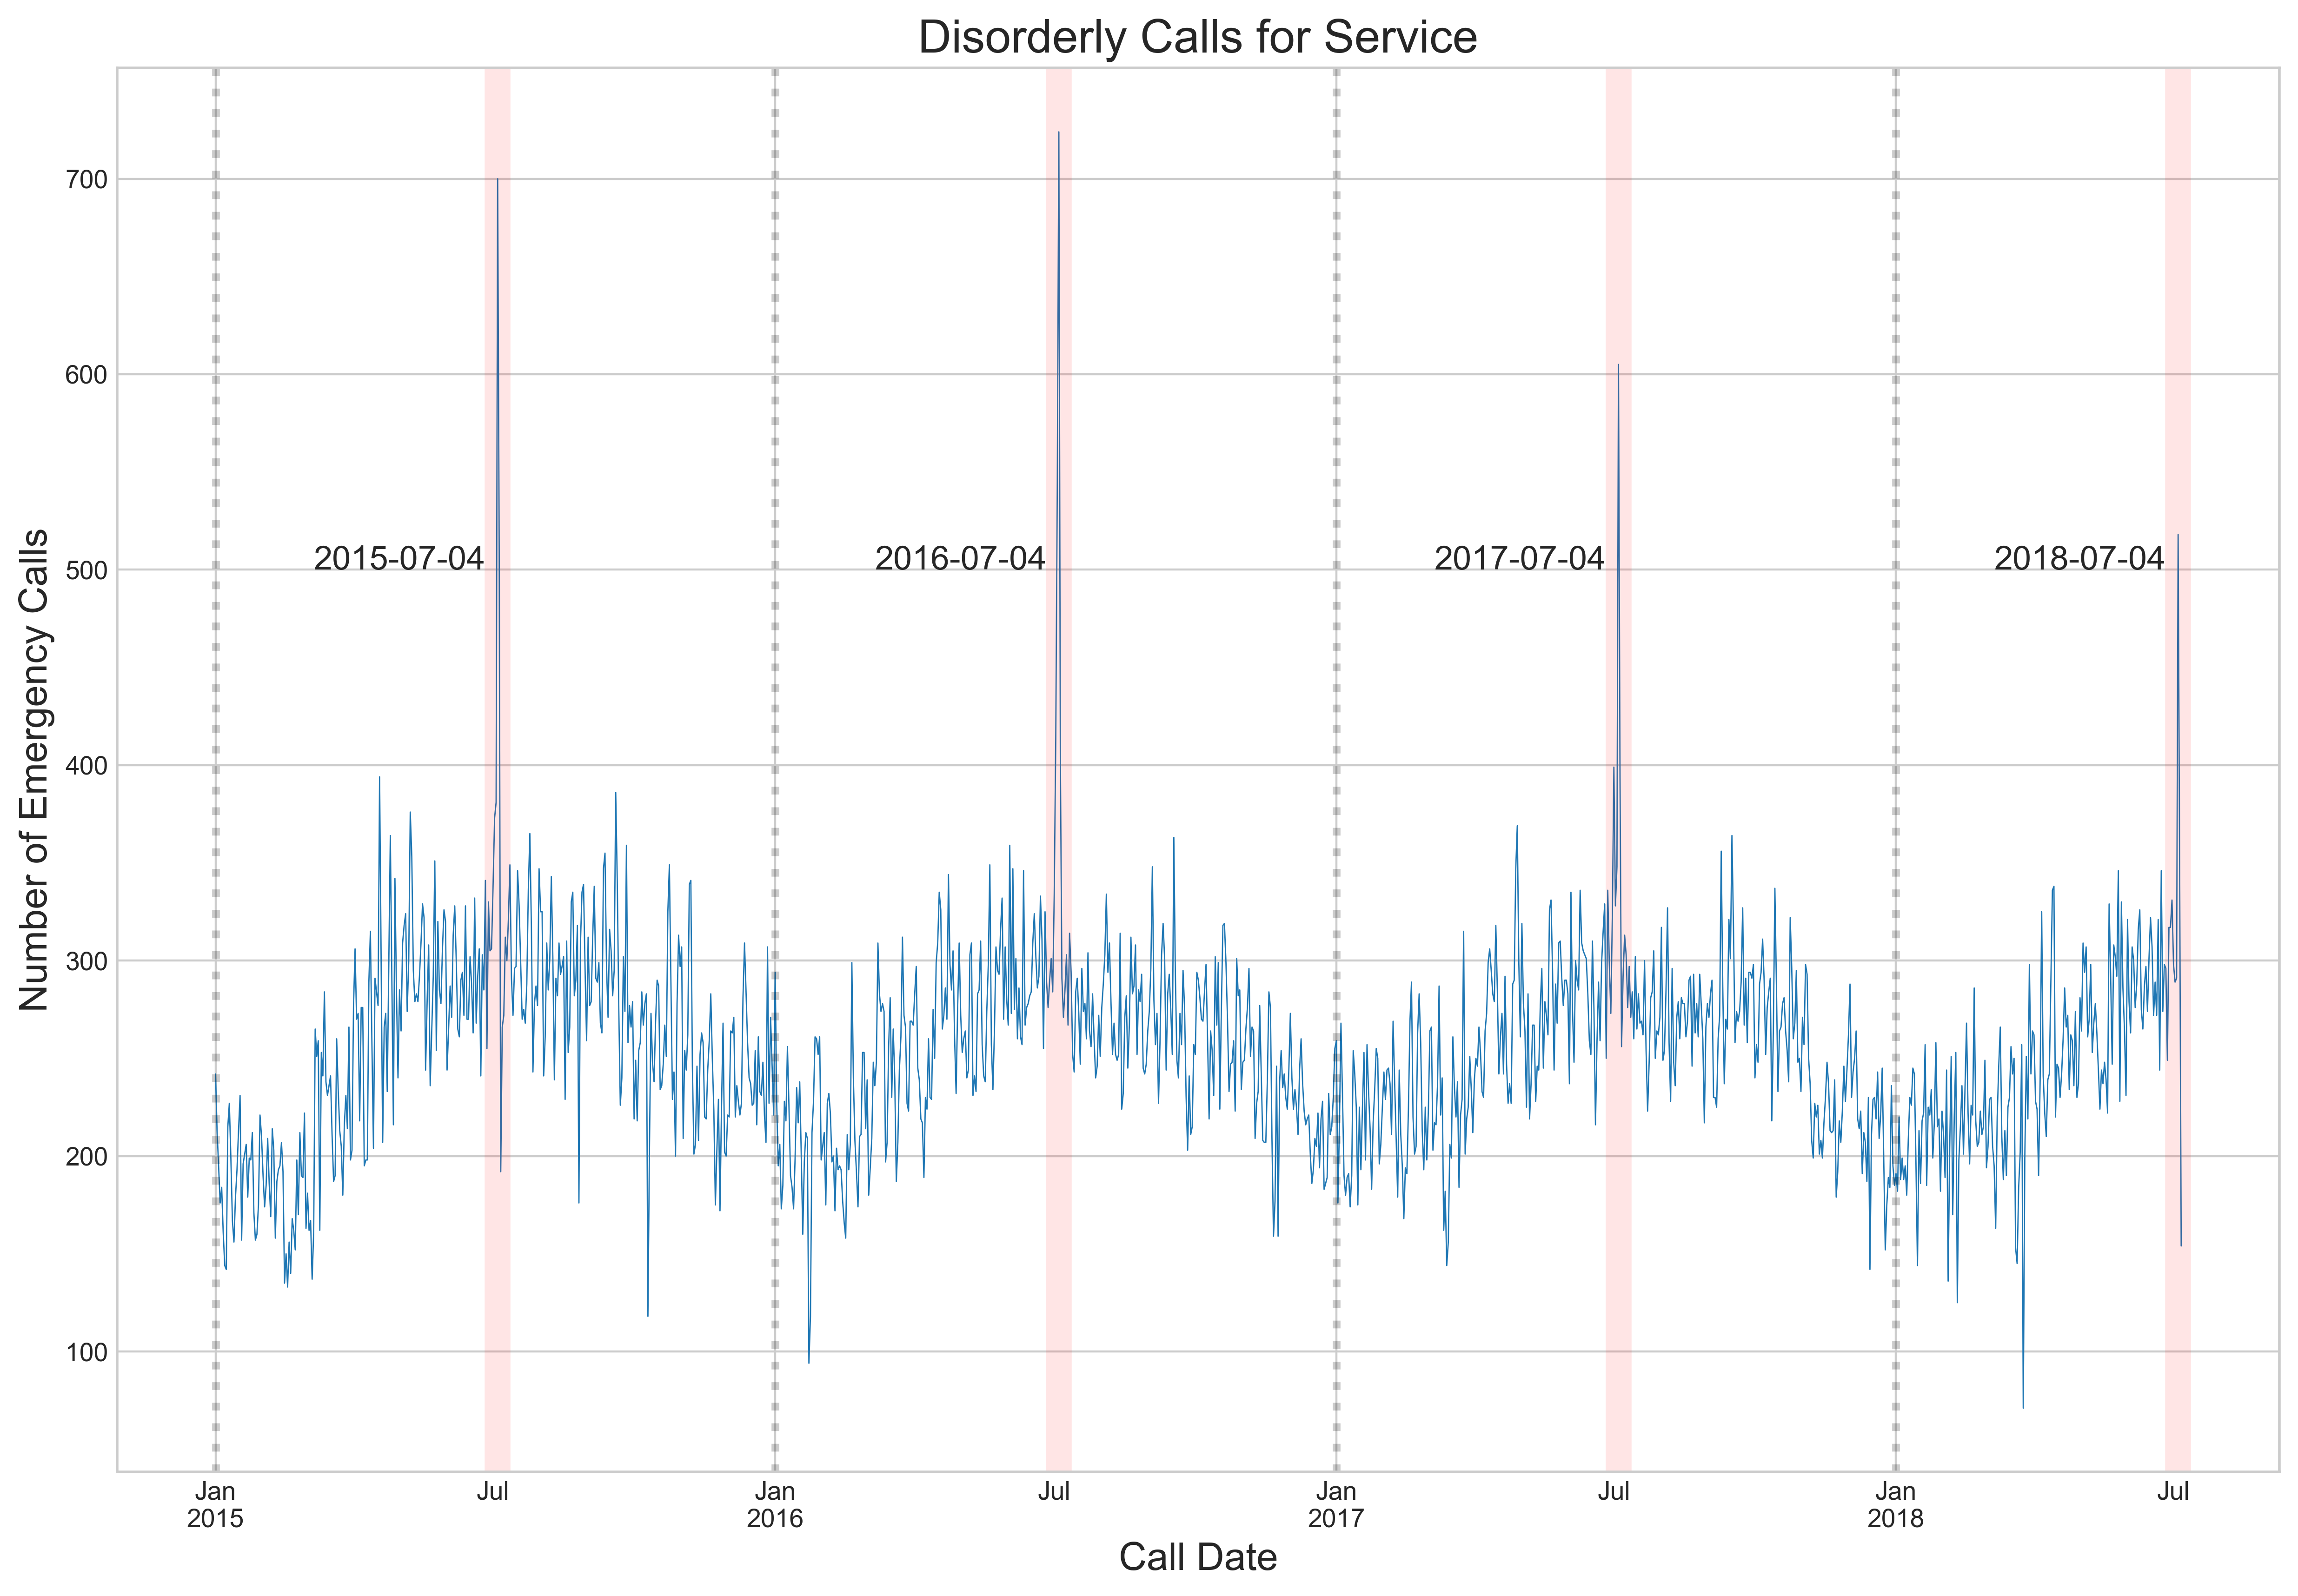 Disorderly Calls for Service
Number of Emergency Calls
700
600
500
400
300
200
100
2015-07-04
2016-07-04
2017-07-04
2018-07-04
Jan
2015
Jul
Jan
2016
Jul
Jan
2017
Jul
Jan
2018
Jul
Call Date